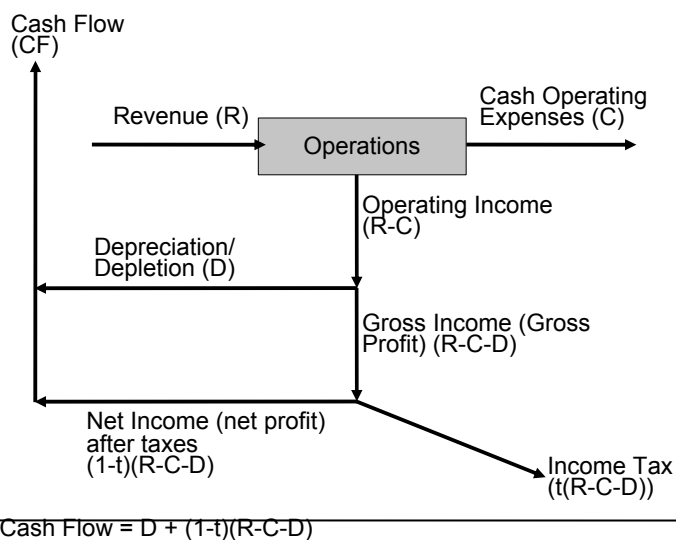 Cash Flow
(CF)
Cash Operating
Expenses (C)
Revenue (R)
Operations
Operating Income
(R-C)
Depreciation/
Depletion (D)
Gross Income (Gross
Profit) (R-C-D)
Net Income (net profit)
after taxes
(1-t)(R-C-D)
Income Tax
(t(R-C-D))
Cash Flow = D + (1-t)(R-C-D)